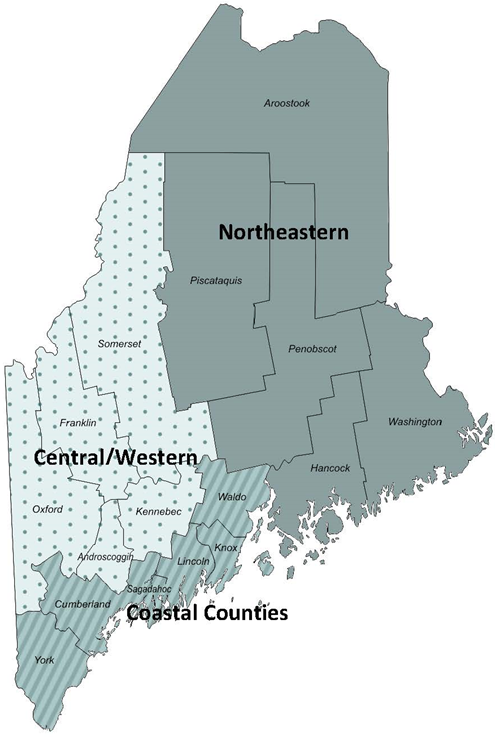 Aroostook
Northeastern
Piscataquis
Somerset
Penobscot
Franklin
Washington
Central/Western
Hancock
Waldo
Oxford
Kennebec
Knox
Androscoggin
Lincoln
Sagadahoc
Cumberland
Coastal Counties
York